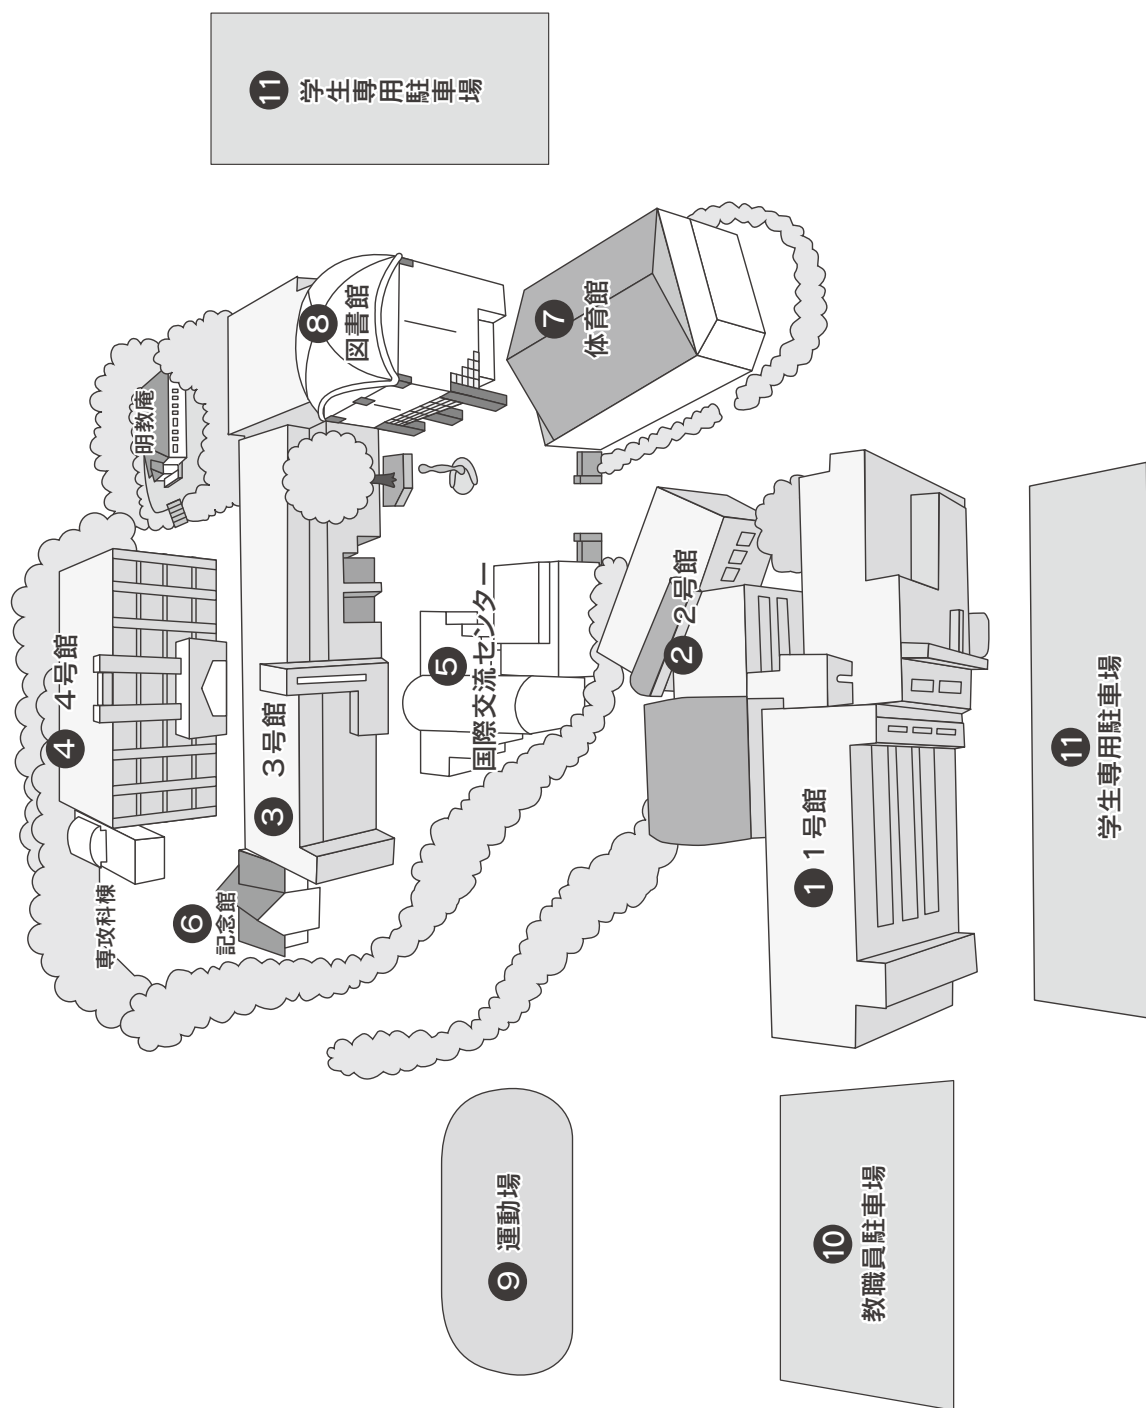 4 4号館
専攻科棟
明教庵
6 記念館
3 3号館
8 図書館
11 学生専用駐車場
5
国際交流センター
7 体育館
9 運動場
2 2号館
1 1号館
10 教職員駐車場
11 学生専用駐車場